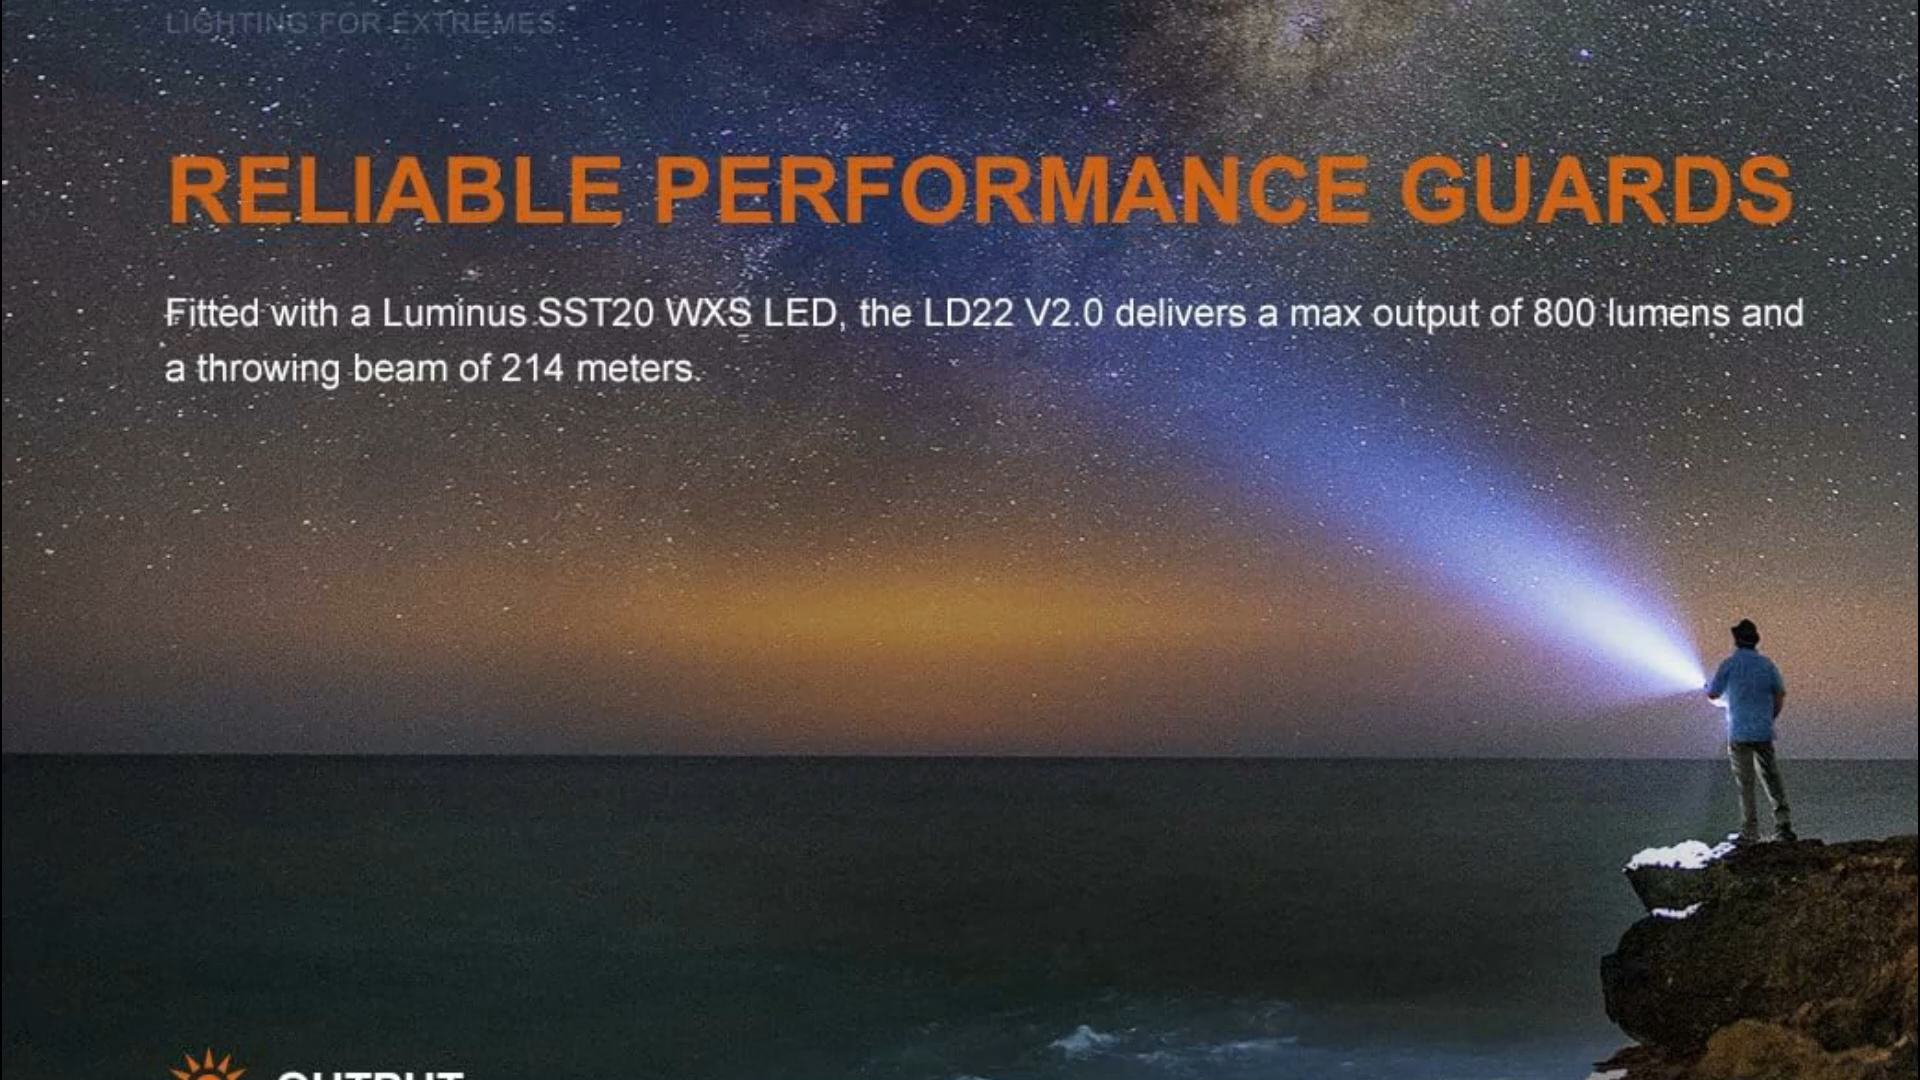 LIGHTING FOR EXTREMES
RELIABLE PERFORMANCE GUARDS
Fitted with a Luminus SST20 WXS LED, the LD22 V2.0 delivers a max output of 800 lumens and
a throwing beam of 214 meters.
OUTPUT